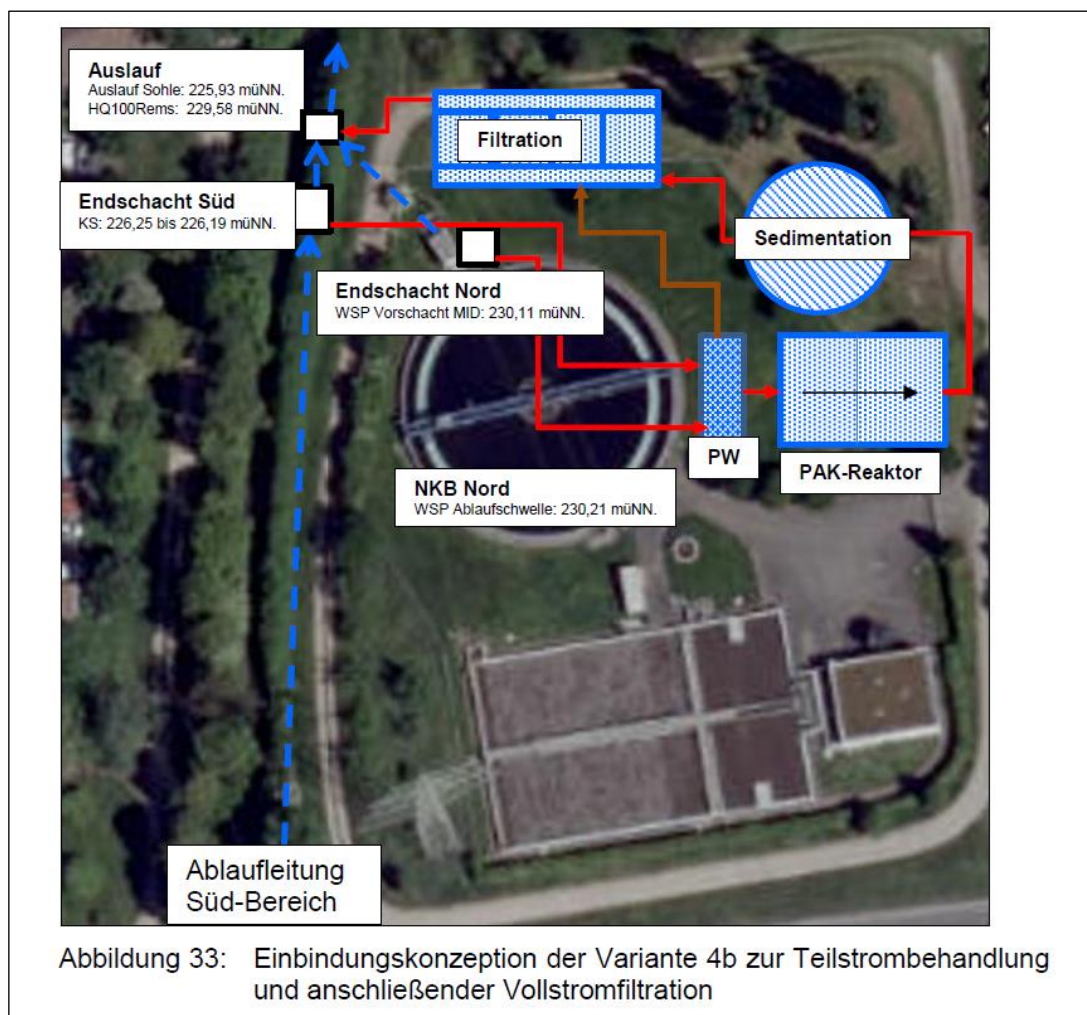 Auslauf
Auslauf Sohle: 225,93 müNN.
HQ100Rems: 229,58 müNN.
Filtration
Endschacht Süd
KS: 226,25 bis 226,19 müNN.
Sedimentation
Endschacht Nord
WSP Vorschacht MID: 230,11 müNN.
PW
PAK-Reaktor
NKB Nord
WSP Ablaufschwelle: 230,21 müNN.
Ablaufleitung
Süd-Bereich
Abbildung 33: Einbindungskonzeption der Variante 4b zur Teilstrombehandlung
und anschließender Vollstromfiltration